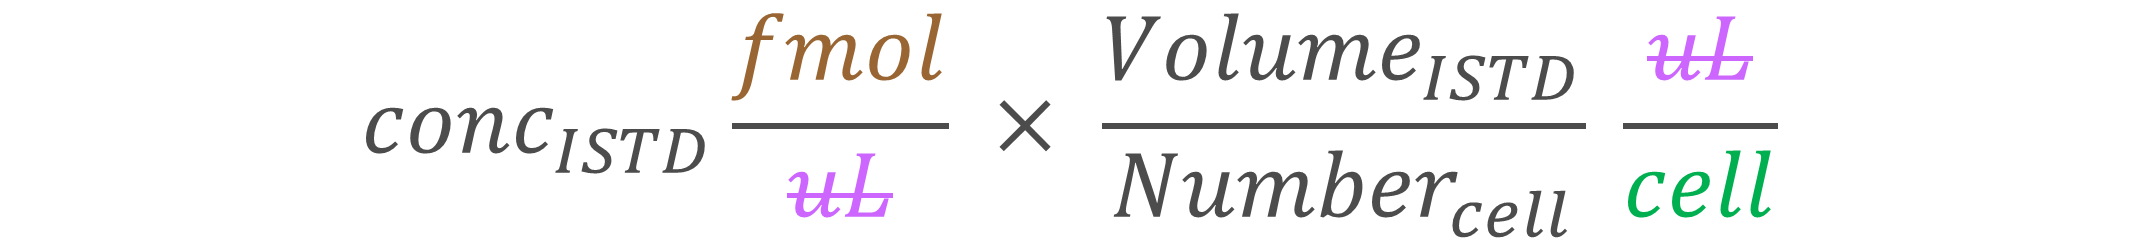 conc_ISTD fmol/uL × Volume_ISTD/Number_cell uL/cell